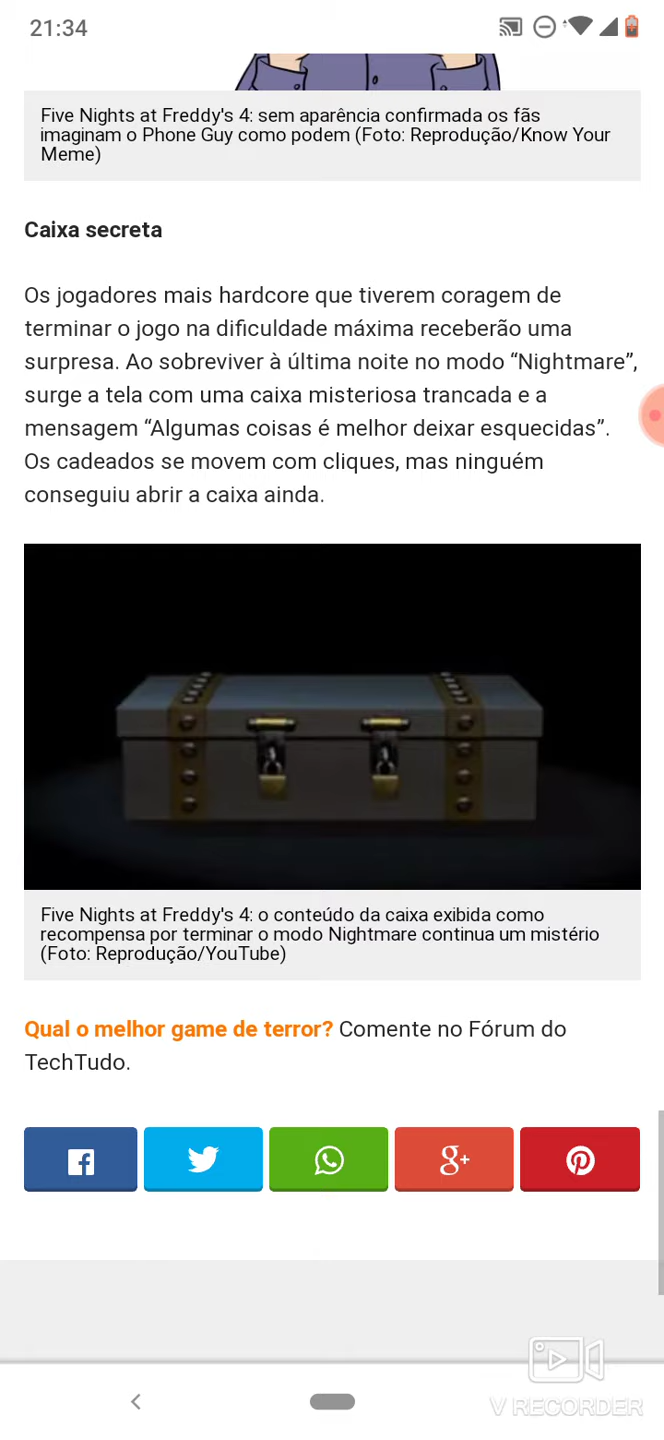 21:34
Five Nights at Freddy's 4: sem aparência confirmada os fãs
imaginam o Phone Guy como podem (Foto: Reprodução/Know Your
Meme)
Caixa secreta
Os jogadores mais hardcore que tiverem coragem de
terminar o jogo na dificuldade máxima receberão uma
surpresa. Ao sobreviver à última noite no modo “Nightmare”,
surge a tela com uma caixa misteriosa trancada e a
mensagem “Algumas coisas é melhor deixar esquecidas”.
Os cadeados se movem com cliques, mas ninguém
conseguiu abrir a caixa ainda.
Five Nights at Freddy's 4: o conteúdo da caixa exibida como
recompensa por terminar o modo Nightmare continua um mistério
(Foto: Reprodução/YouTube)
Qual o melhor game de terror? Comente no Fórum do
TechTudo.
g+
V RECORDER